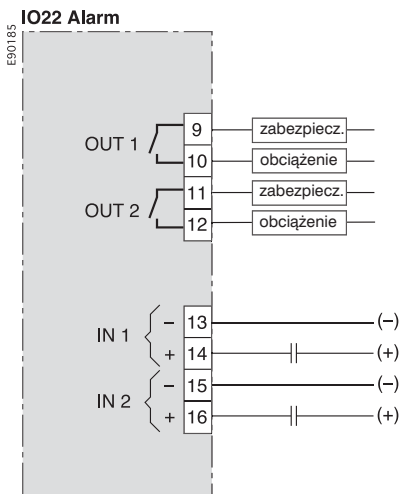 IO22 Alarm
E90185
OUT 1
9 zabezpiecz.
10 obciążenie
OUT 2
11 zabezpiecz.
12 obciążenie
IN 1
− 13 (−)
+ 14 (+)
IN 2
− 15 (−)
+ 16 (+)